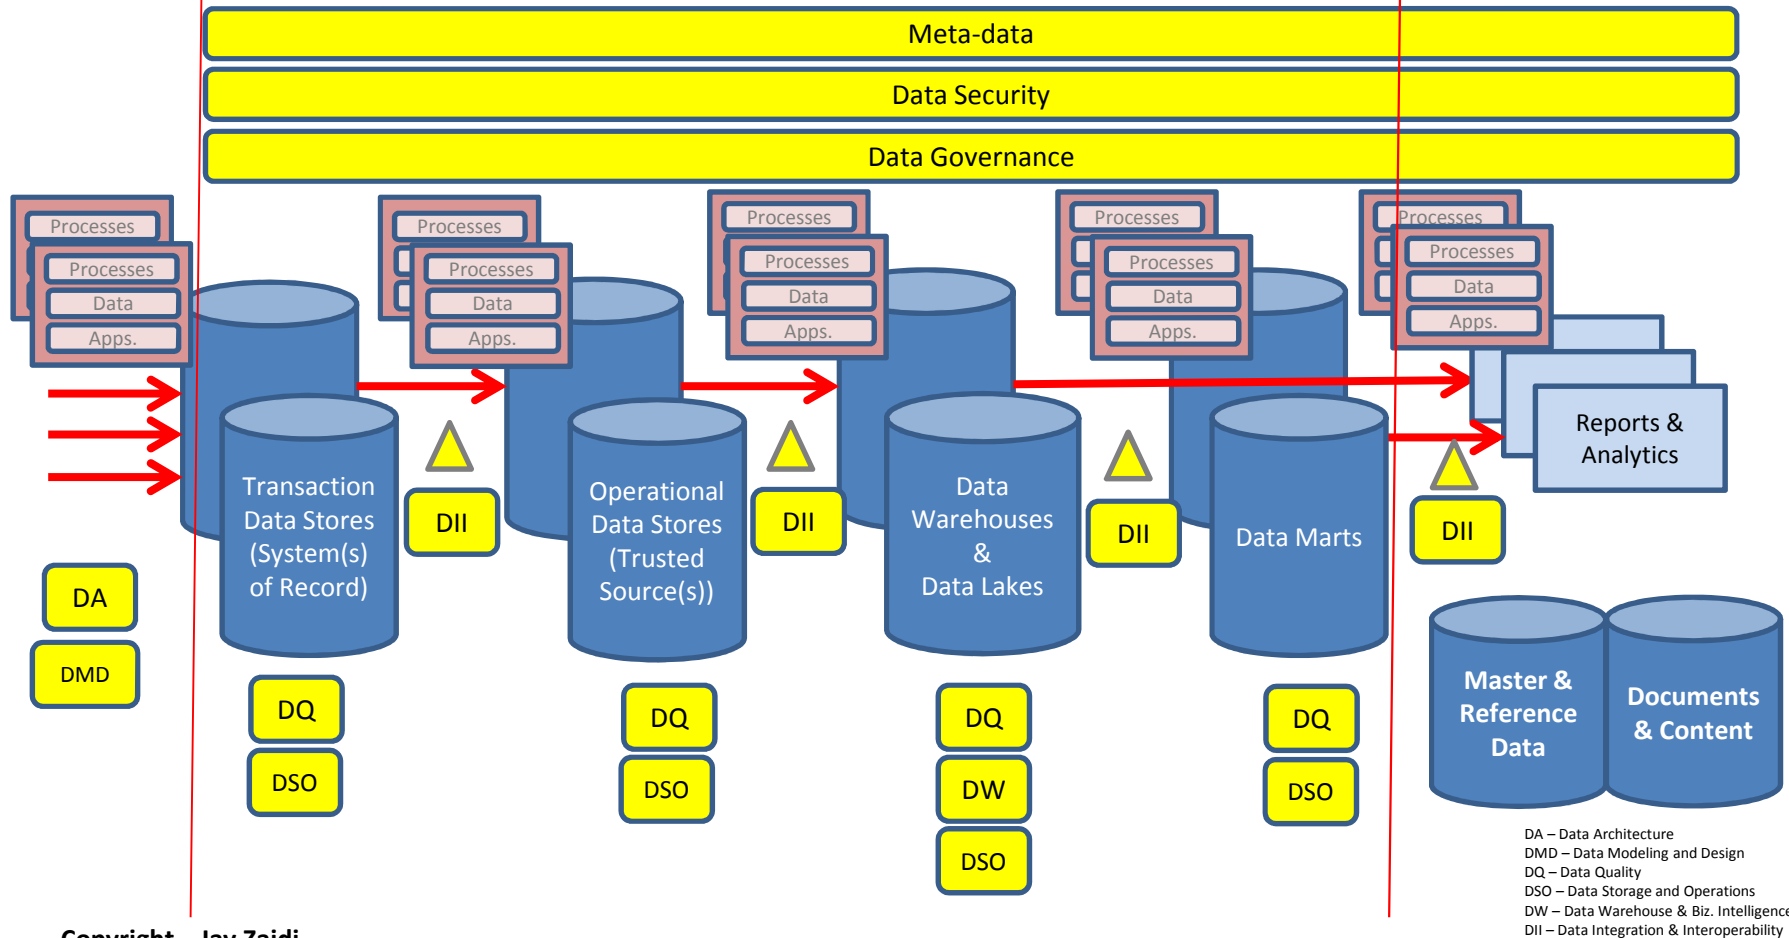 Meta-data
Data Security
Data Governance
Processes
Processes
Data
Apps.
Processes
Processes
Data
Apps.
Processes
Processes
Data
Apps.
Processes
Processes
Data
Apps.
Processes
Processes
Data
Apps.
Transaction
Data Stores
(System(s)
of Record)
DII
Operational
Data Stores
(Trusted
Source(s))
DII
Data
Warehouses
&
Data Lakes
DII
Data Marts
DII
Reports &
Analytics
DA
DMD
DQ
DSO
DQ
DSO
DQ
DW
DSO
DQ
DSO
Master &
Reference
Data
Documents
& Content
DA – Data Architecture
DMD – Data Modeling and Design
DQ – Data Quality
DSO – Data Storage and Operations
DW – Data Warehouse & Biz. Intelligence
DII – Data Integration & Interoperability
Copyright – Jay Zaidi